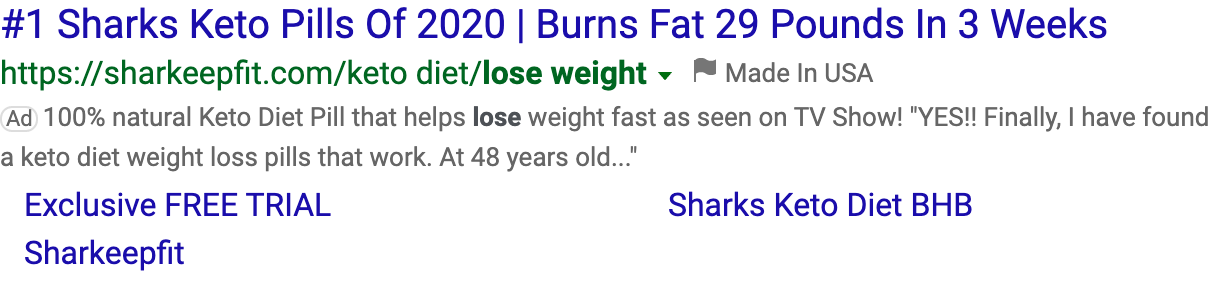 #1 Sharks Keto Pills Of 2020 | Burns Fat 29 Pounds In 3 Weeks
https://sharkeepfit.com/keto diet/lose weight Made In USA
Ad 100% natural Keto Diet Pill that helps lose weight fast as seen on TV Show! "YES!! Finally, I have found
a keto diet weight loss pills that work. At 48 years old..."
Exclusive FREE TRIAL Sharks Keto Diet BHB
Sharkeepfit